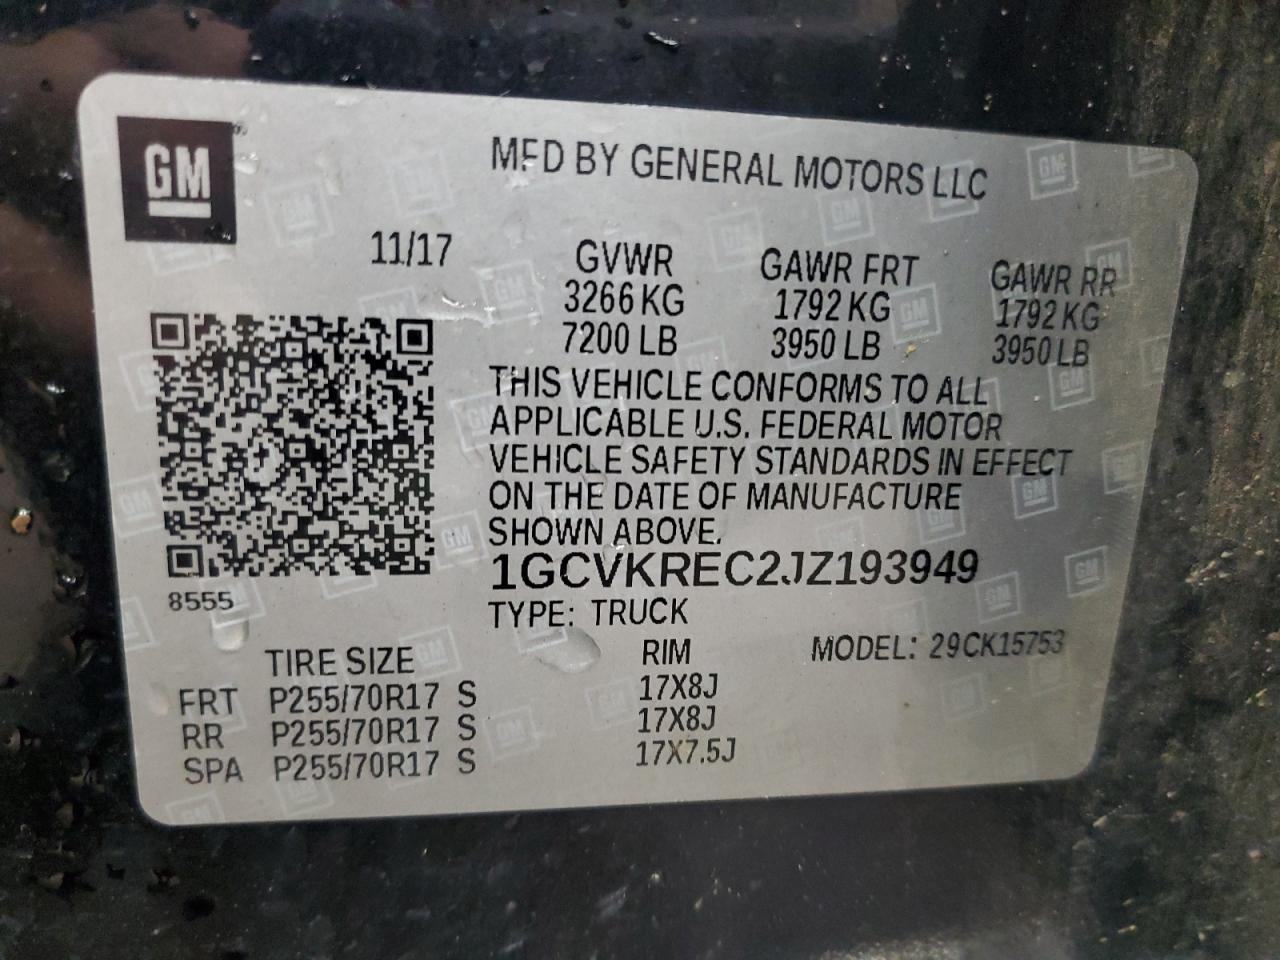 GM
MFD BY GENERAL MOTORS LLC
11/17 GVWR GAWR FRT GAWR RR
3266 KG 1792 KG 1792 KG
7200 LB 3950 LB 3950 LB
THIS VEHICLE CONFORMS TO ALL
APPLICABLE U.S. FEDERAL MOTOR
VEHICLE SAFETY STANDARDS IN EFFECT
ON THE DATE OF MANUFACTURE
SHOWN ABOVE.
1GCVKREC2JZ193949
8555
TYPE: TRUCK
TIRE SIZE RIM MODEL: 29CK15753
FRT P255/70R17 S 17X8J
RR P255/70R17 S 17X8J
SPA P255/70R17 S 17X7.5J